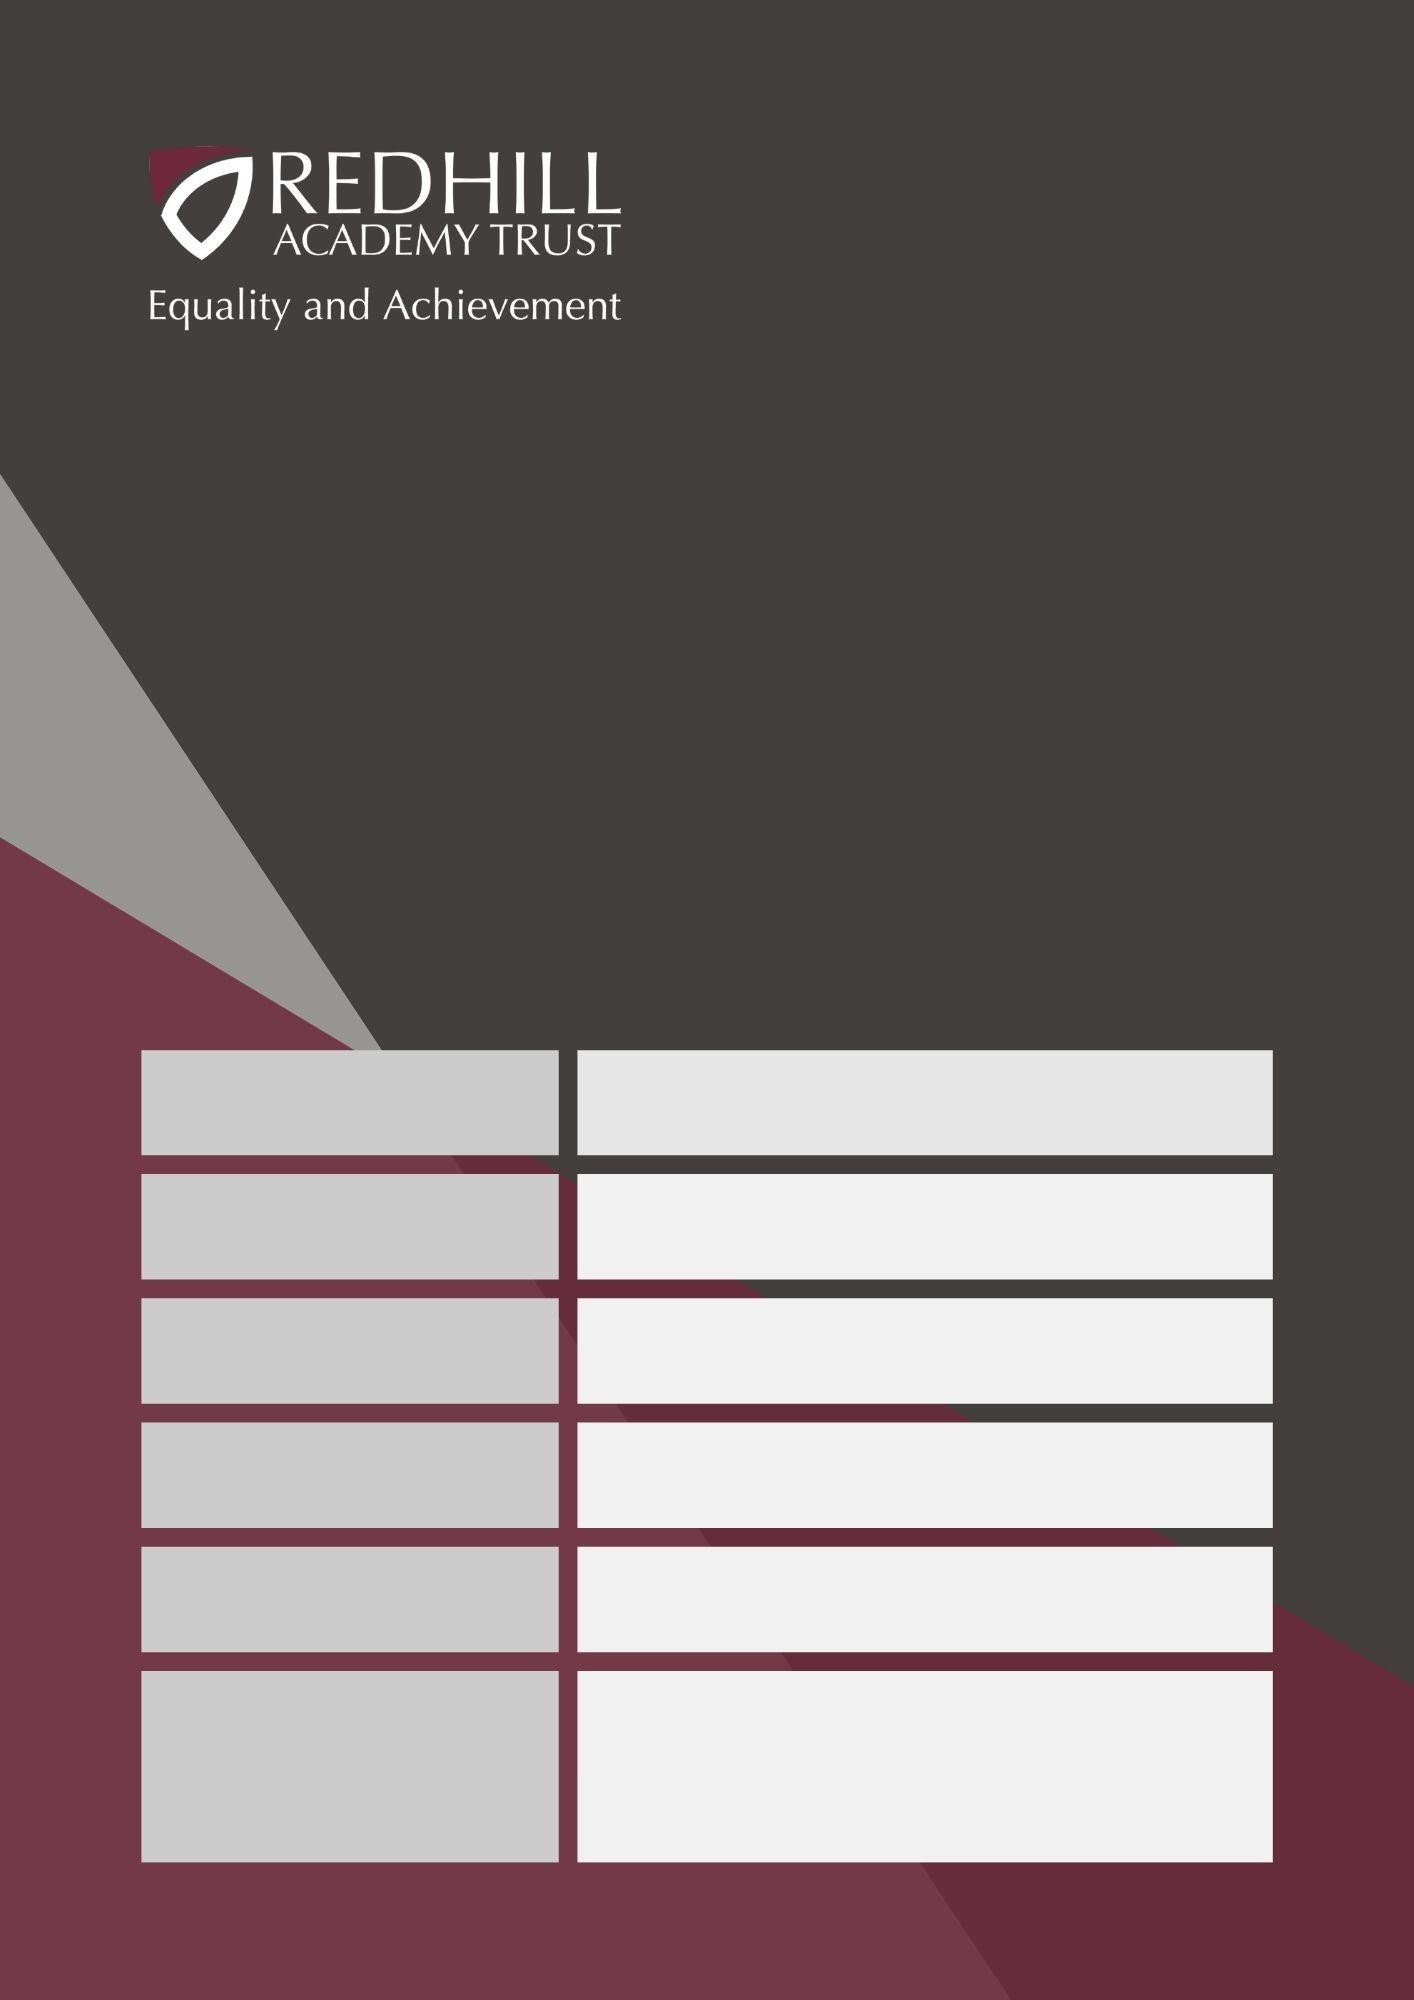 REDHILL
ACADEMY TRUST
Equality and Achievement